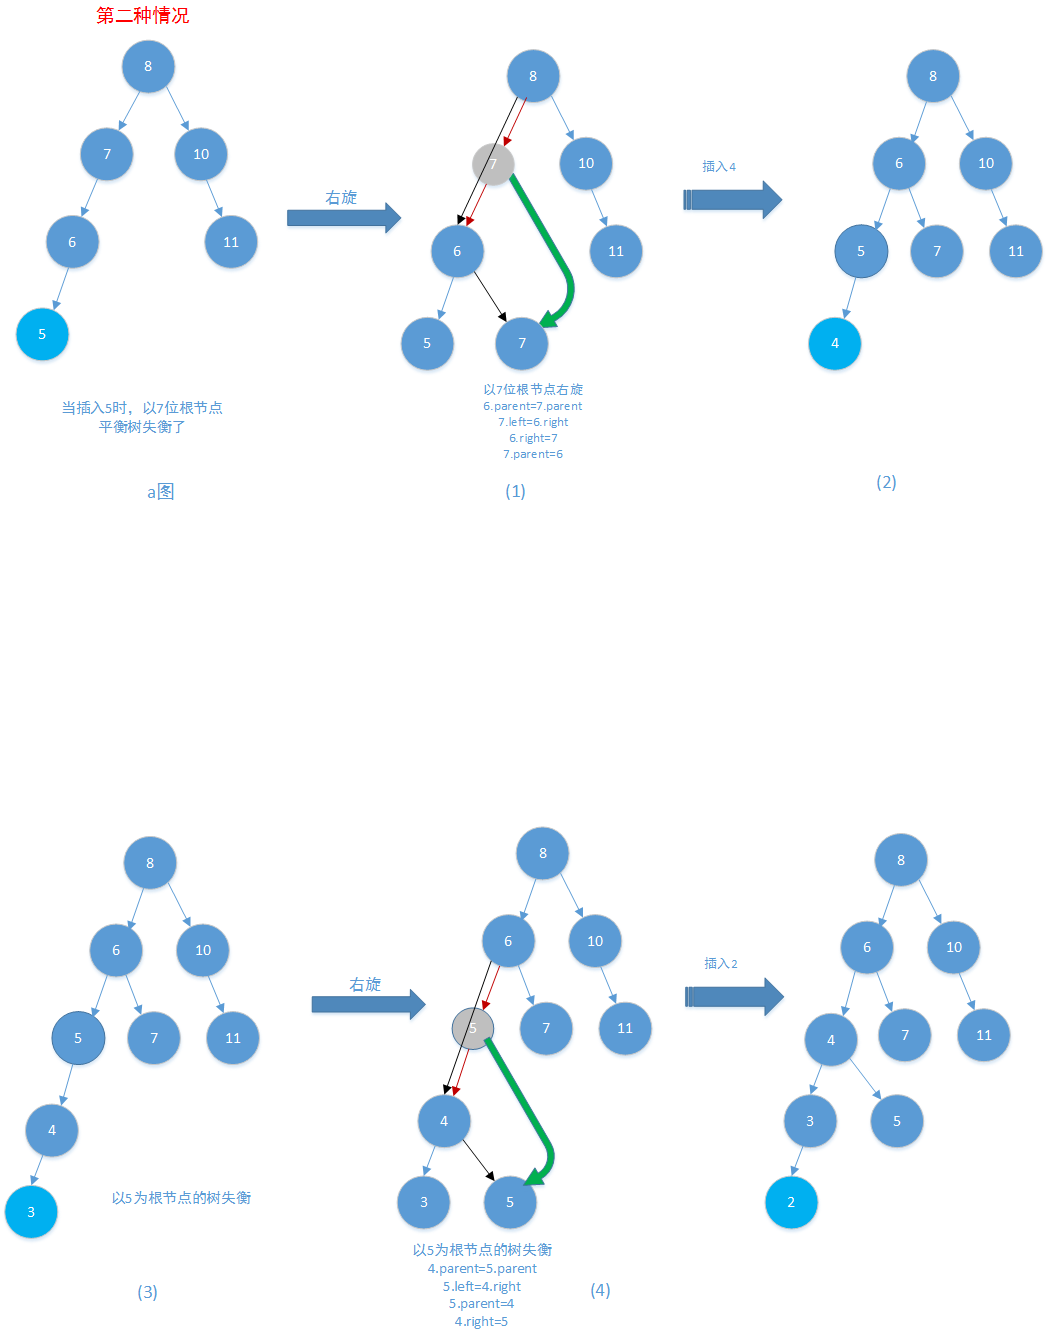 第二种情况
8
7
10
6
11
5
当插入5时，以7位根节点
平衡树失衡了
a图
右旋
8
7
10
6
11
5
7
以7位根节点右旋
6.parent=7.parent
7.left=6.right
6.right=7
7.parent=6
(1)
插入4
8
6
10
5
7
11
4
(2)
8
6
10
5
7
11
4
3
以5为根节点的树失衡
(3)
右旋
8
6
10
5
7
11
4
3
5
以5为根节点的树失衡
4.parent=5.parent
5.left=4.right
5.parent=4
4.right=5
(4)
插入2
8
6
10
4
7
11
3
5
2